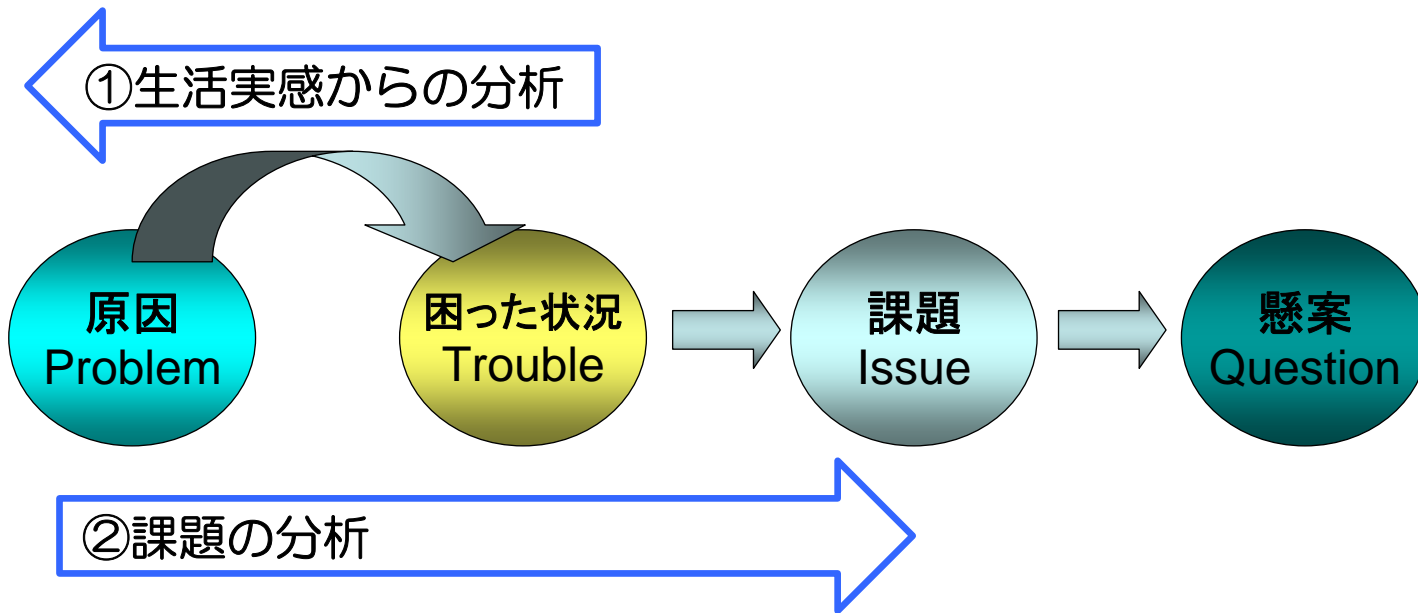 ①生活実感からの分析
原因
Problem
困った状況
Trouble
課題
Issue
懸案
Question
②課題の分析